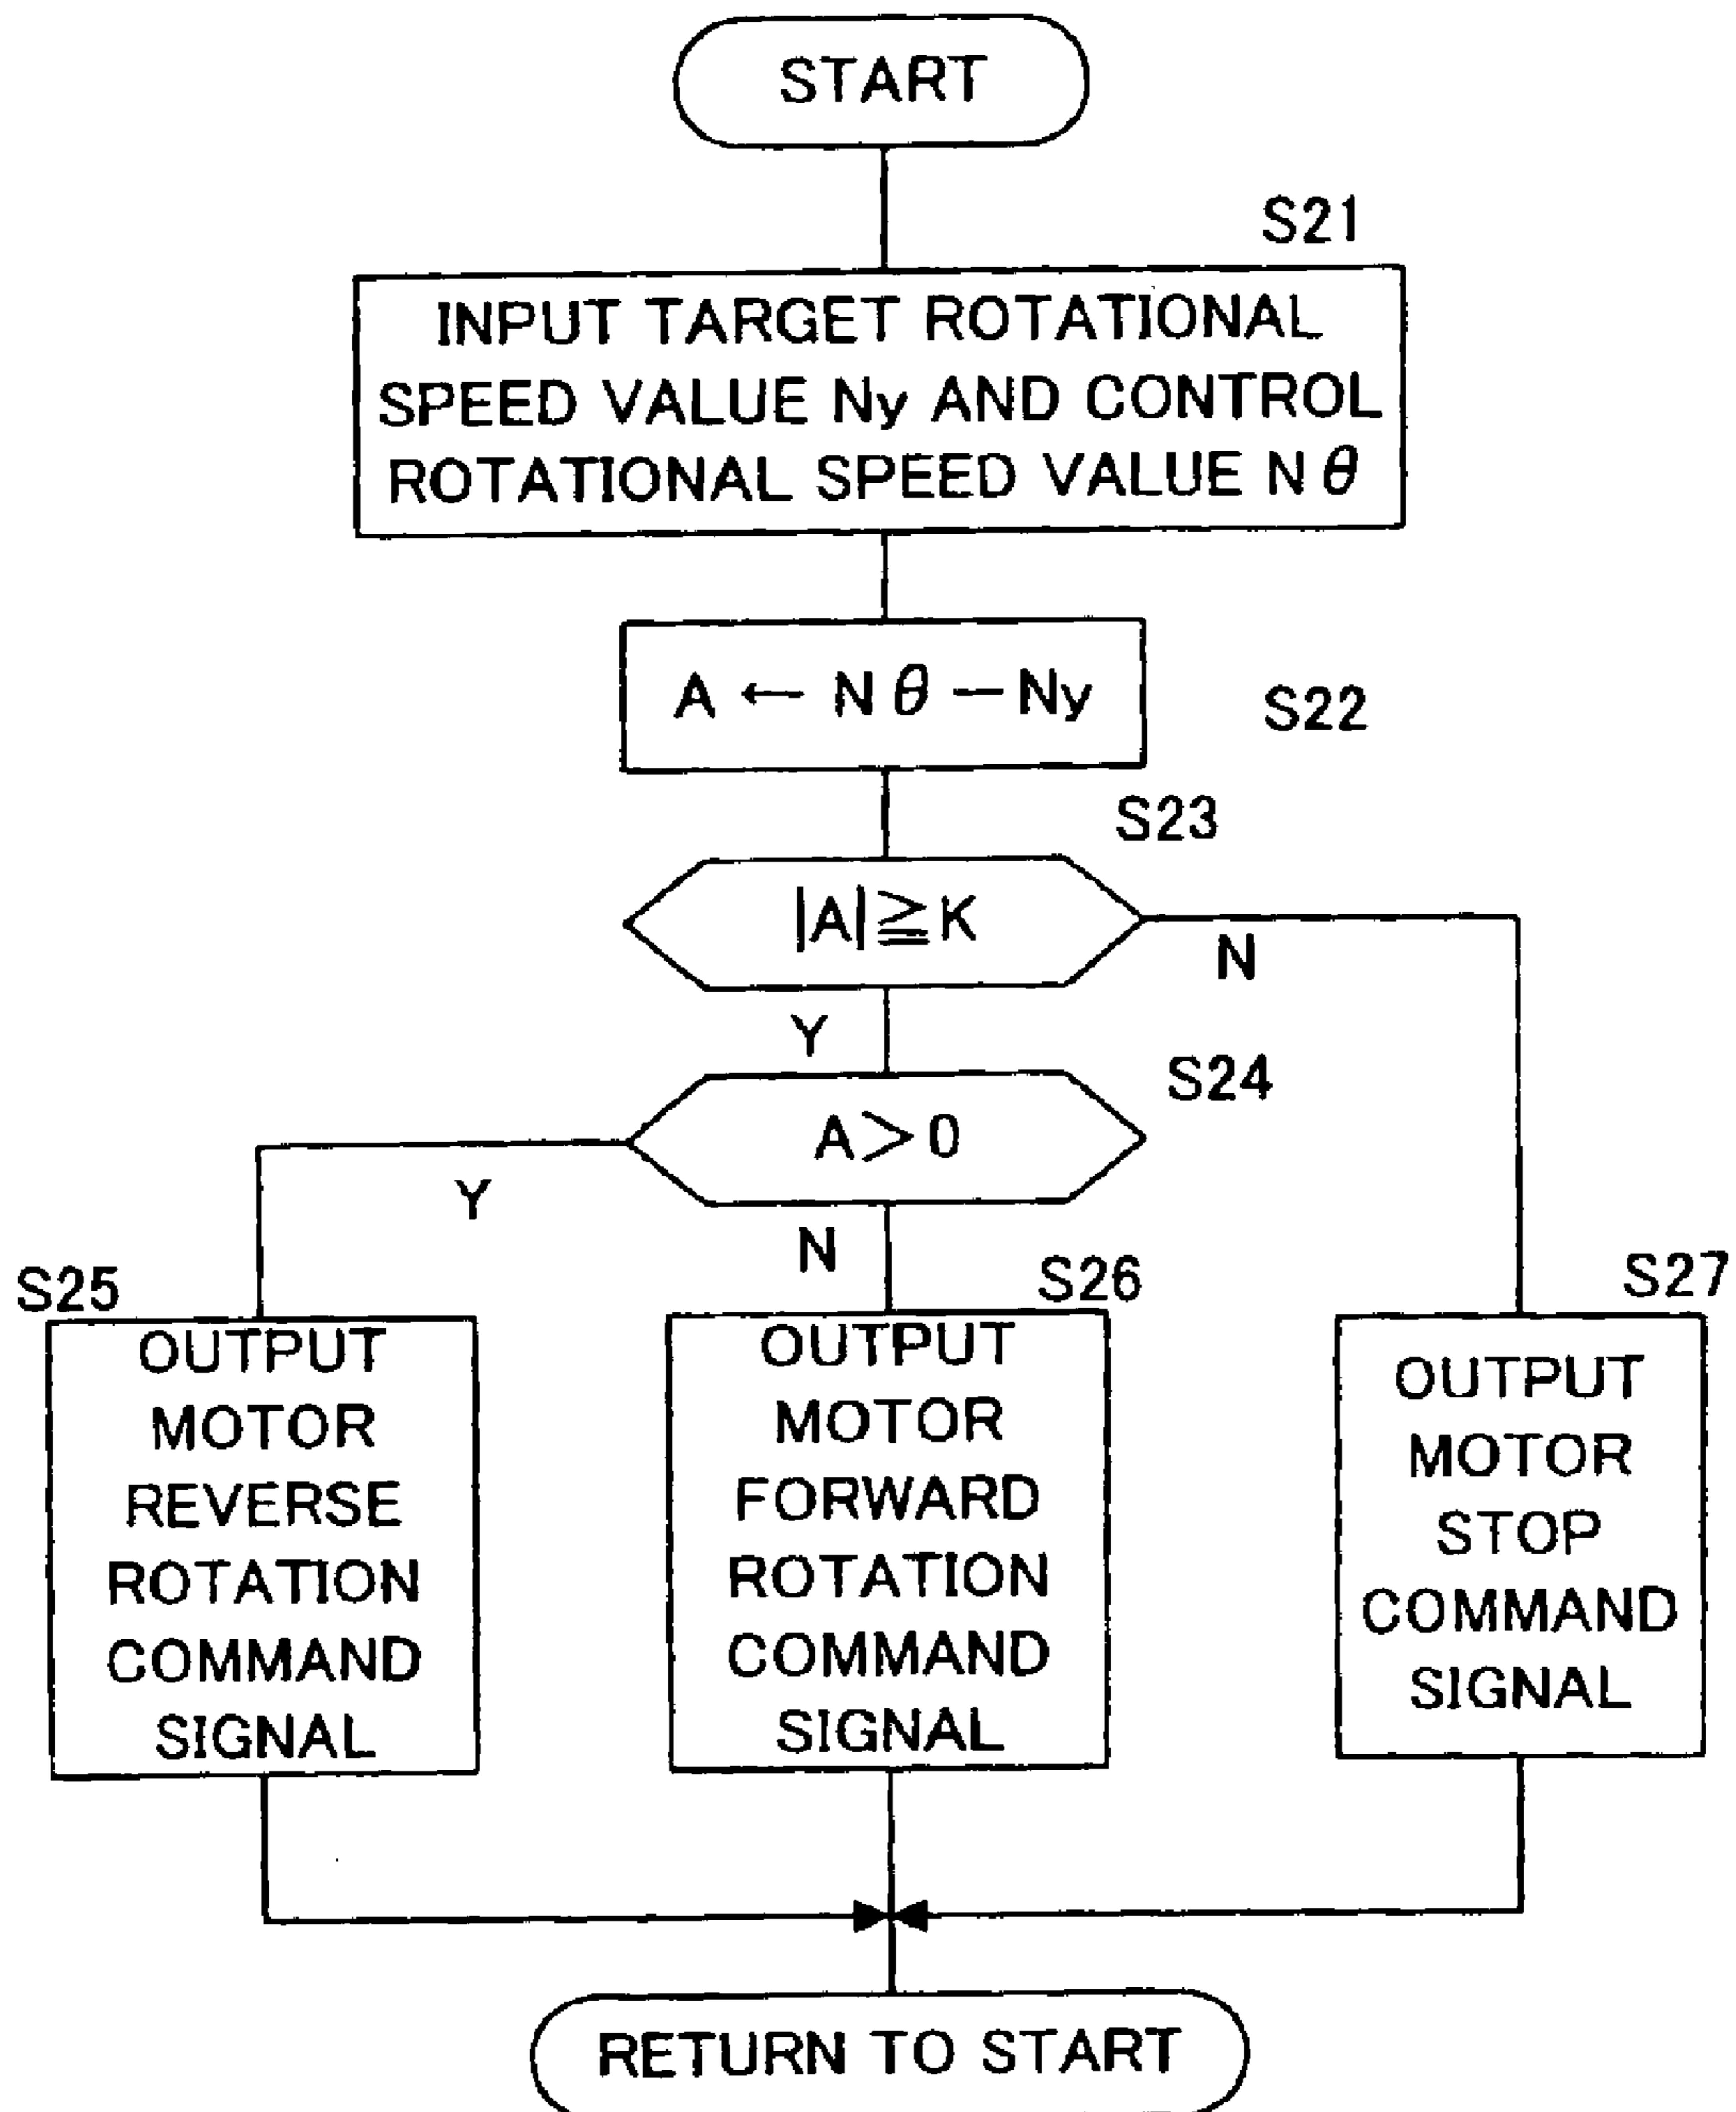 START
S21
INPUT TARGET ROTATIONAL
SPEED VALUE Ny AND CONTROL
ROTATIONAL SPEED VALUE Nθ
A ← Nθ − Ny
S22
S23
|A|≧K
N
Y
S24
A>0
Y
N
S25
OUTPUT
MOTOR
REVERSE
ROTATION
COMMAND
SIGNAL
S26
OUTPUT
MOTOR
FORWARD
ROTATION
COMMAND
SIGNAL
S27
OUTPUT
MOTOR
STOP
COMMAND
SIGNAL
RETURN TO START